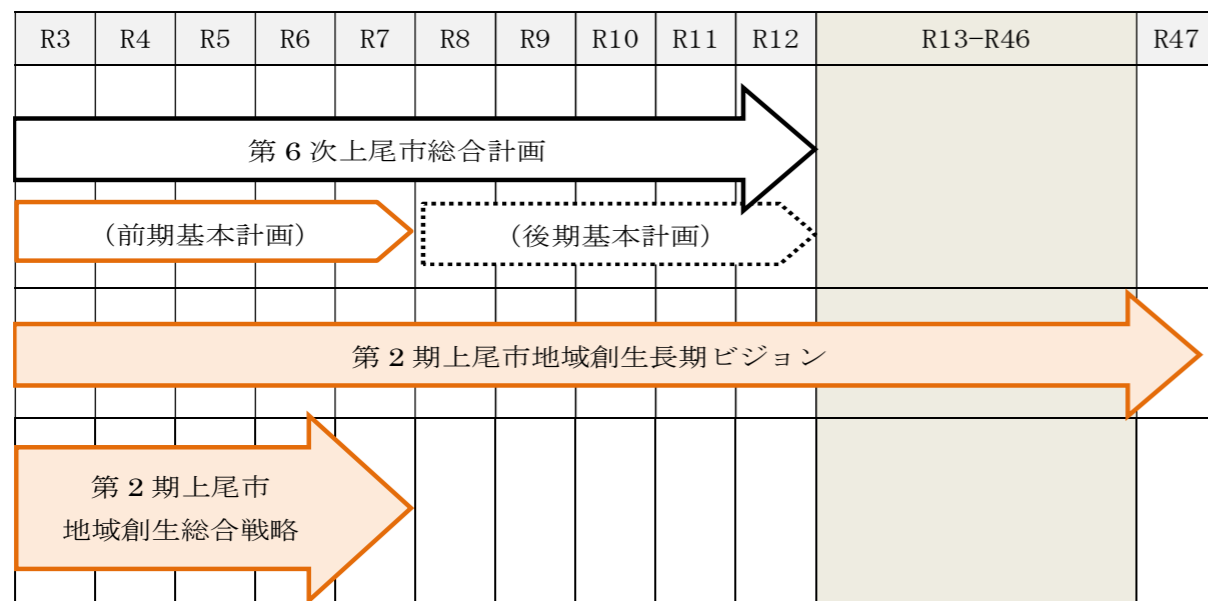 R3 R4 R5 R6 R7 R8 R9 R10 R11 R12 R13-R46 R47
第6次上尾市総合計画
(前期基本計画) (後期基本計画)
第2期上尾市地域創生長期ビジョン
第2期上尾市
地域創生総合戦略